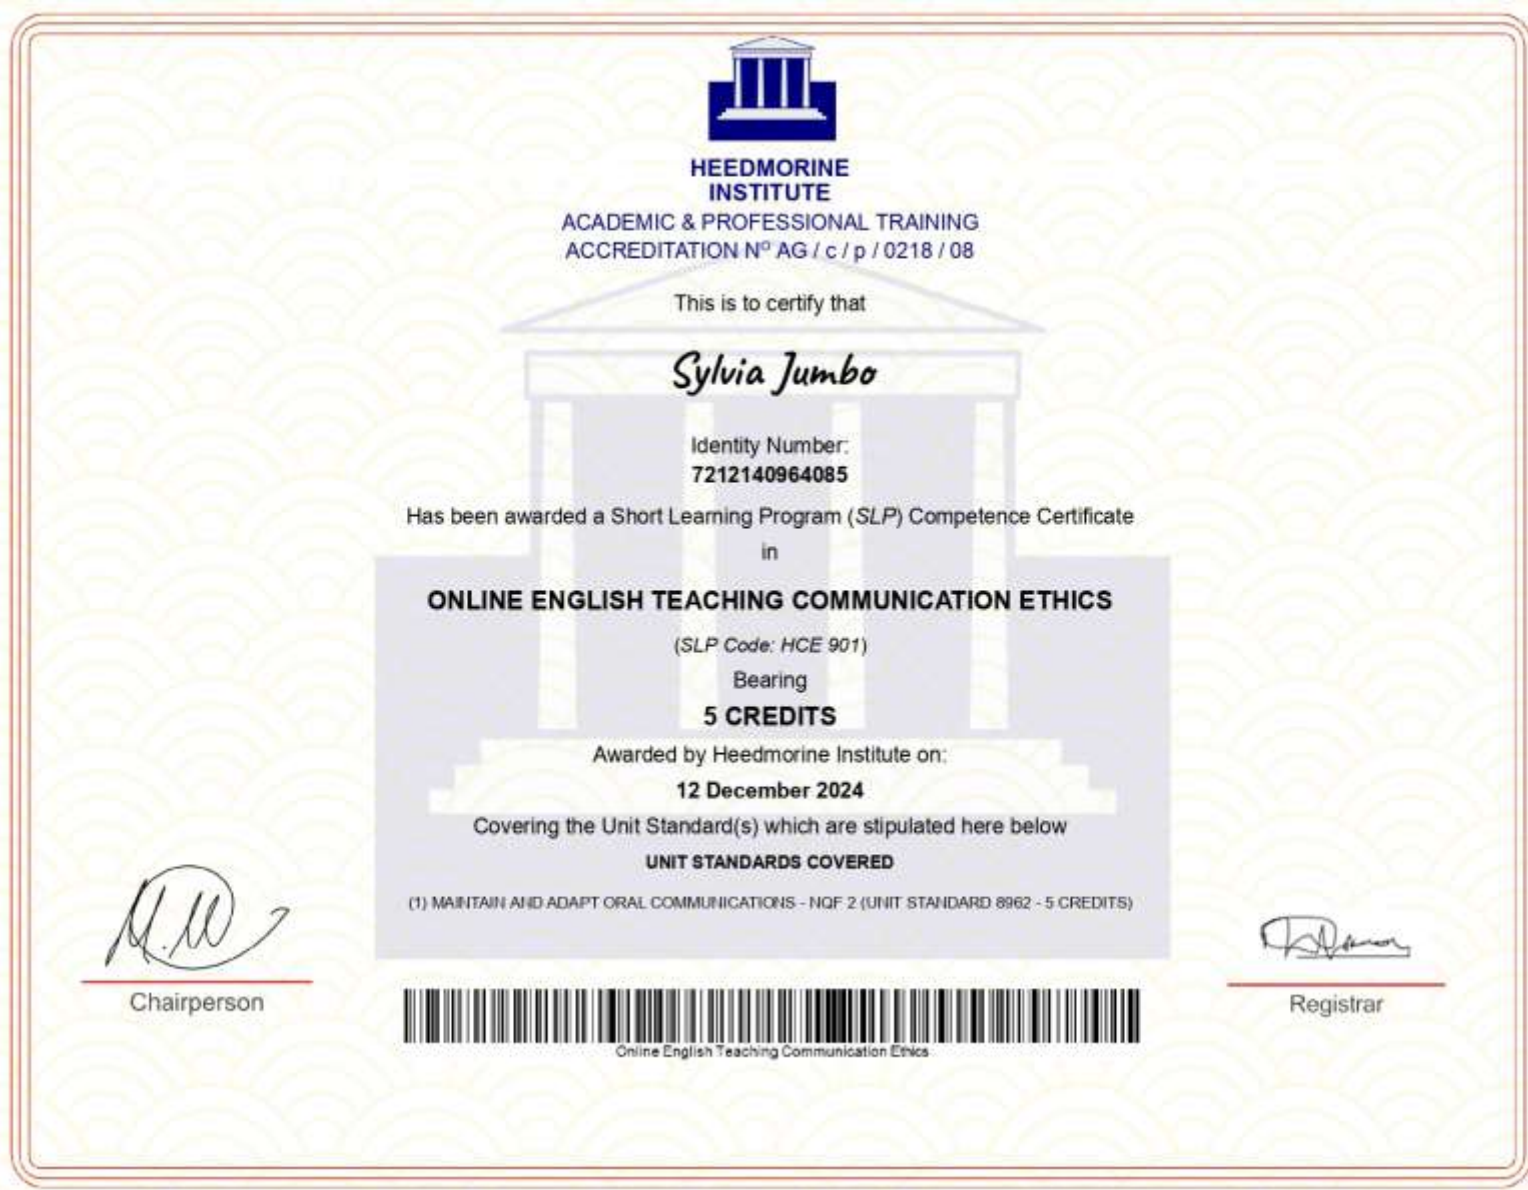 HEEDMORINE
INSTITUTE
ACADEMIC & PROFESSIONAL TRAINING
ACCREDITATION Nº AG / c / p / 0218 / 08
This is to certify that
Sylvia Jumbo
Identity Number:
7212140964085
Has been awarded a Short Learning Program (SLP) Competence Certificate
in
ONLINE ENGLISH TEACHING COMMUNICATION ETHICS
(SLP Code: HCE 901)
Bearing
5 CREDITS
Awarded by Heedmorine Institute on:
12 December 2024
Covering the Unit Standard(s) which are stipulated here below
UNIT STANDARDS COVERED
(1) MAINTAIN AND ADAPT ORAL COMMUNICATIONS - NQF 2 (UNIT STANDARD 8962 - 5 CREDITS)
Chairperson
Registrar
Online English Teaching Communication Ethics